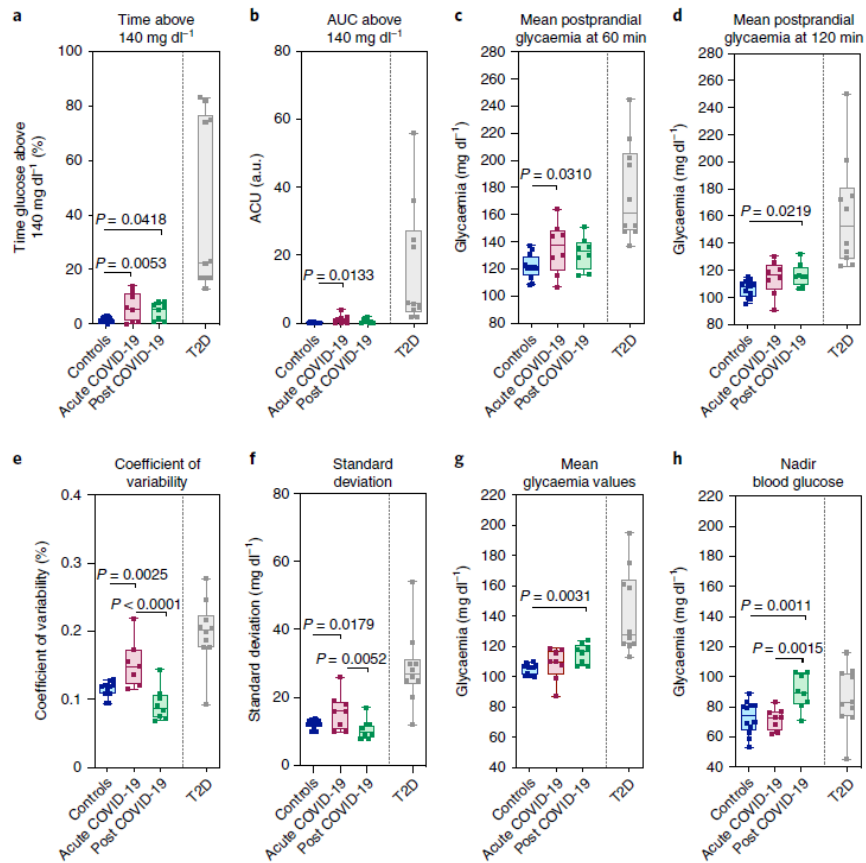 a
Time above
140 mg dl⁻¹
Time glucose above
140 mg dl⁻¹ (%)
100
80
60
40
20
0
P = 0.0418
P = 0.0053
Controls
Acute COVID-19
Post COVID-19
T2D
b
AUC above
140 mg dl⁻¹
ACU (a.u.)
80
60
40
20
0
P = 0.0133
Controls
Acute COVID-19
Post COVID-19
T2D
c
Mean postprandial
glycaemia at 60 min
Glycaemia (mg dl⁻¹)
280
260
240
220
200
180
160
140
120
100
80
P = 0.0310
Controls
Acute COVID-19
Post COVID-19
T2D
d
Mean postprandial
glycaemia at 120 min
Glycaemia (mg dl⁻¹)
280
260
240
220
200
180
160
140
120
100
80
P = 0.0219
Controls
Acute COVID-19
Post COVID-19
T2D
e
Coefficient of
variability
Coefficient of variability (%)
0.4
0.3
0.2
0.1
0
P = 0.0025
P < 0.0001
Controls
Acute COVID-19
Post COVID-19
T2D
f
Standard
deviation
Standard deviation (mg dl⁻¹)
80
60
40
20
0
P = 0.0179
P = 0.0052
Controls
Acute COVID-19
Post COVID-19
T2D
g
Mean
glycaemia values
Glycaemia (mg dl⁻¹)
220
200
180
160
140
120
100
80
60
40
P = 0.0031
Controls
Acute COVID-19
Post COVID-19
T2D
h
Nadir
blood glucose
Glycaemia (mg dl⁻¹)
220
200
180
160
140
120
100
80
60
40
P = 0.0011
P = 0.0015
Controls
Acute COVID-19
Post COVID-19
T2D